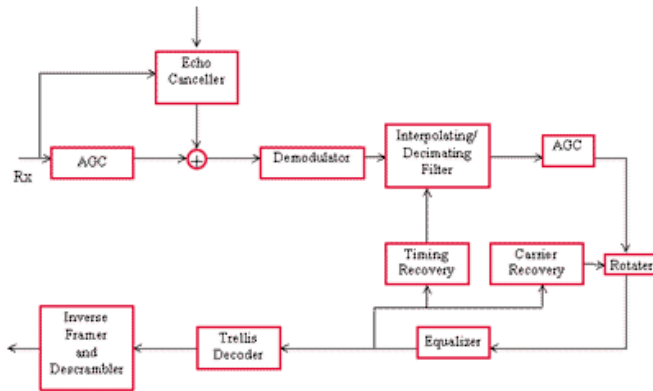 Echo
Canceller
Rx
AGC
+
Demodulator
Interpolating/
Decimating
Filter
AGC
Timing
Recovery
Carrier
Recovery
Rotater
Inverse
Framer
and
Descrambler
Trellis
Decoder
Equalizer